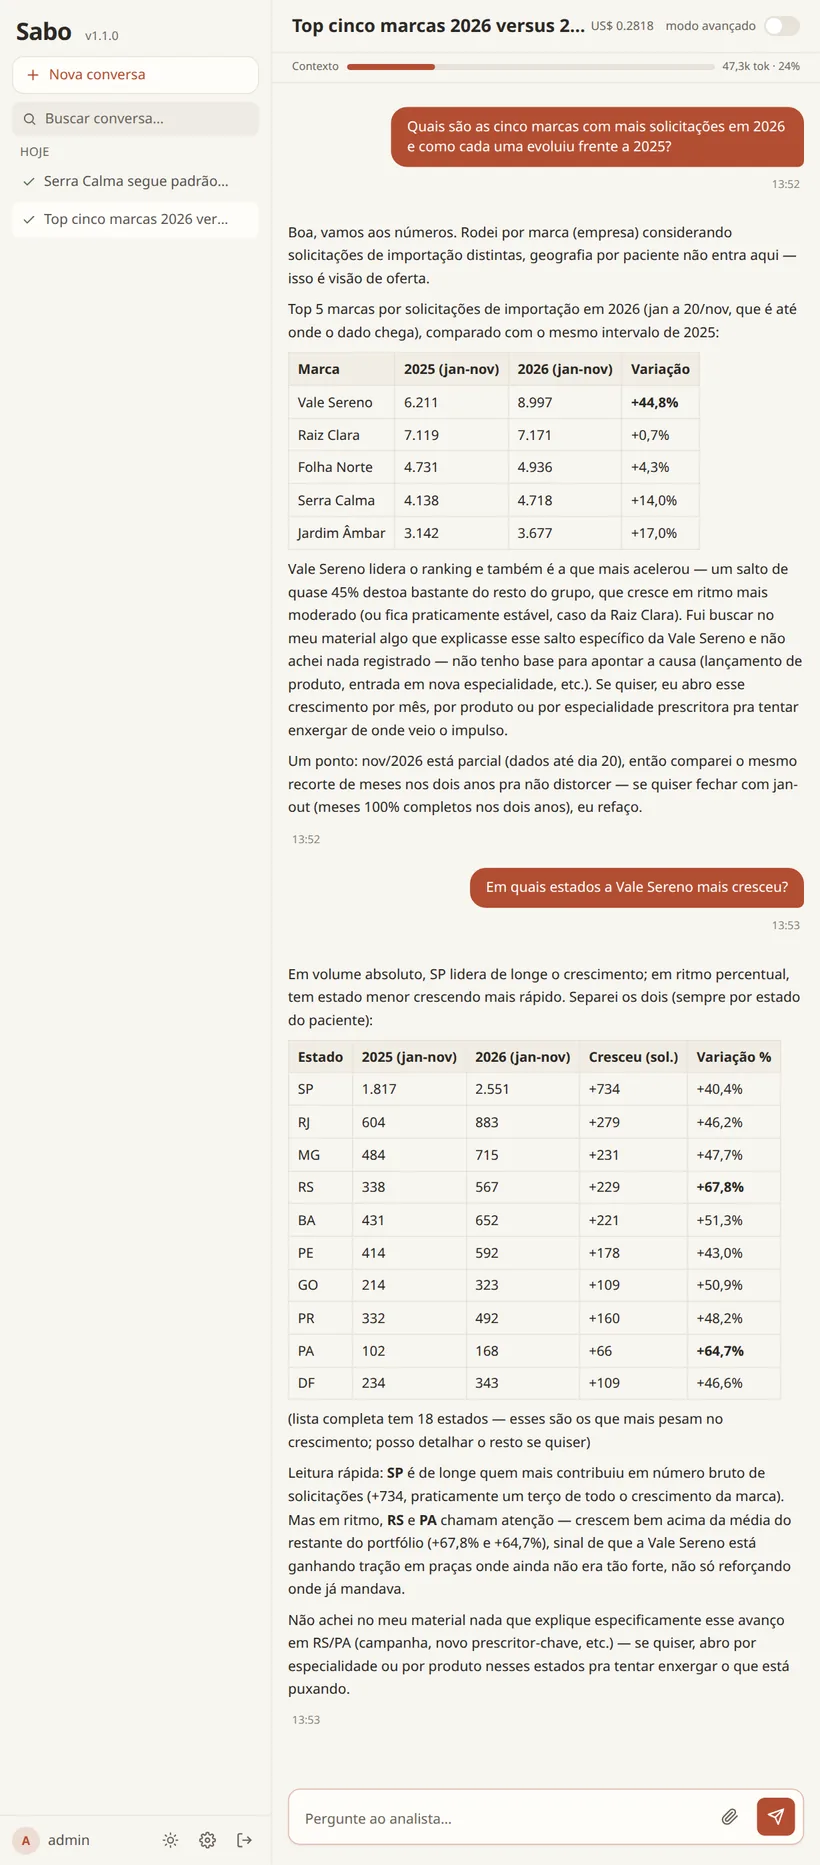 Sabo v1.1.0
+ Nova conversa
Buscar conversa...
HOJE
Serra Calma segue padrão...
Top cinco marcas 2026 ver...
Top cinco marcas 2026 versus 2... US$ 0.2818 modo avançado
Contexto 47,3k tok · 24%
Quais são as cinco marcas com mais solicitações em 2026
e como cada uma evoluiu frente a 2025?
13:52
Boa, vamos aos números. Rodei por marca (empresa) considerando
solicitações de importação distintas, geografia por paciente não entra aqui —
isso é visão de oferta.
Top 5 marcas por solicitações de importação em 2026 (jan a 20/nov, que é até
onde o dado chega), comparado com o mesmo intervalo de 2025:
Marca 2025 (jan-nov) 2026 (jan-nov) Variação
Vale Sereno 6.211 8.997 +44,8%
Raiz Clara 7.119 7.171 +0,7%
Folha Norte 4.731 4.936 +4,3%
Serra Calma 4.138 4.718 +14,0%
Jardim Âmbar 3.142 3.677 +17,0%
Vale Sereno lidera o ranking e também é a que mais acelerou — um salto de
quase 45% destoa bastante do resto do grupo, que cresce em ritmo mais
moderado (ou fica praticamente estável, caso da Raiz Clara). Fui buscar no
meu material algo que explicasse esse salto específico da Vale Sereno e não
achei nada registrado — não tenho base para apontar a causa (lançamento de
produto, entrada em nova especialidade, etc.). Se quiser, eu abro esse
crescimento por mês, por produto ou por especialidade prescritora pra tentar
enxergar de onde veio o impulso.
Um ponto: nov/2026 está parcial (dados até dia 20), então comparei o mesmo
recorte de meses nos dois anos pra não distorcer — se quiser fechar com jan-
out (meses 100% completos nos dois anos), eu refaço.
13:52
Em quais estados a Vale Sereno mais cresceu?
13:53
Em volume absoluto, SP lidera de longe o crescimento; em ritmo percentual,
tem estado menor crescendo mais rápido. Separei os dois (sempre por estado
do paciente):
Estado 2025 (jan-nov) 2026 (jan-nov) Cresceu (sol.) Variação %
SP 1.817 2.551 +734 +40,4%
RJ 604 883 +279 +46,2%
MG 484 715 +231 +47,7%
RS 338 567 +229 +67,8%
BA 431 652 +221 +51,3%
PE 414 592 +178 +43,0%
GO 214 323 +109 +50,9%
PR 332 492 +160 +48,2%
PA 102 168 +66 +64,7%
DF 234 343 +109 +46,6%
(lista completa tem 18 estados — esses são os que mais pesam no
crescimento; posso detalhar o resto se quiser)
Leitura rápida: SP é de longe quem mais contribuiu em número bruto de
solicitações (+734, praticamente um terço de todo o crescimento da marca).
Mas em ritmo, RS e PA chamam atenção — crescem bem acima da média do
restante do portfólio (+67,8% e +64,7%), sinal de que a Vale Sereno está
ganhando tração em praças onde ainda não era tão forte, não só reforçando
onde já mandava.
Não achei no meu material nada que explique especificamente esse avanço
em RS/PA (campanha, novo prescritor-chave, etc.) — se quiser, abro por
especialidade ou por produto nesses estados pra tentar enxergar o que está
puxando.
13:53
Pergunte ao analista...
A admin